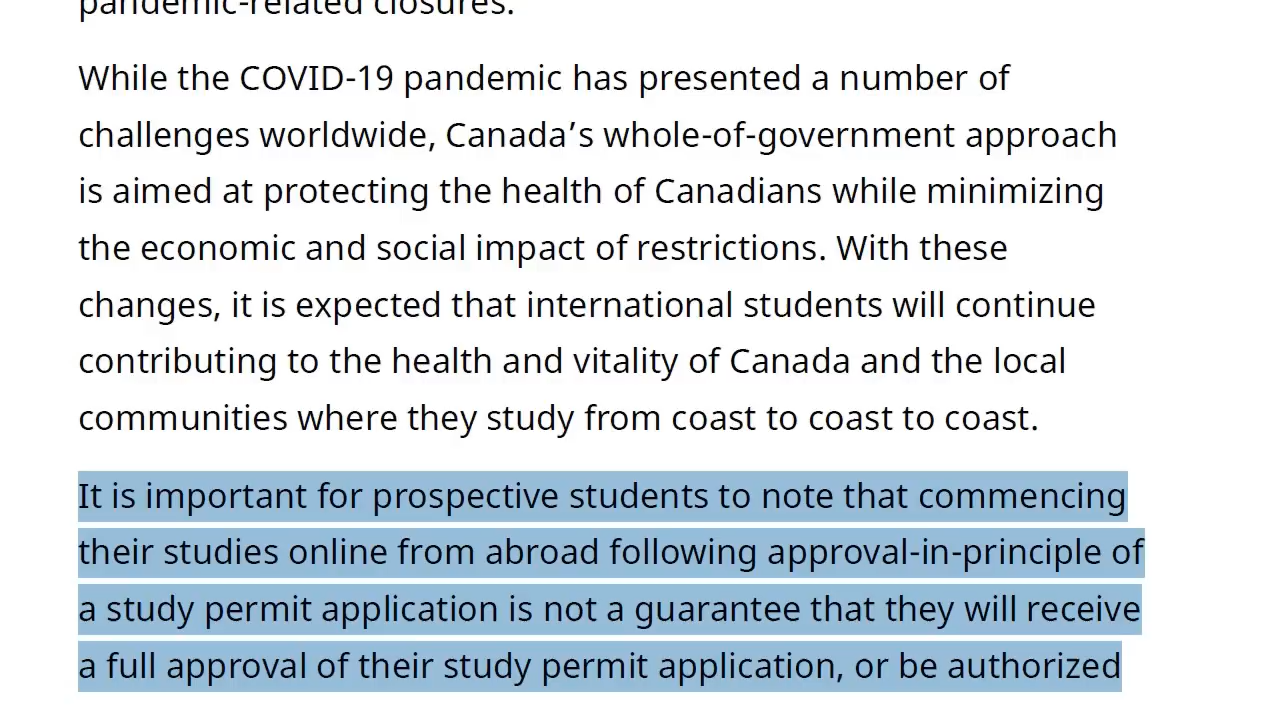 pandemic-related closures.
While the COVID-19 pandemic has presented a number of
challenges worldwide, Canada’s whole-of-government approach
is aimed at protecting the health of Canadians while minimizing
the economic and social impact of restrictions. With these
changes, it is expected that international students will continue
contributing to the health and vitality of Canada and the local
communities where they study from coast to coast to coast.
It is important for prospective students to note that commencing
their studies online from abroad following approval-in-principle of
a study permit application is not a guarantee that they will receive
a full approval of their study permit application, or be authorized